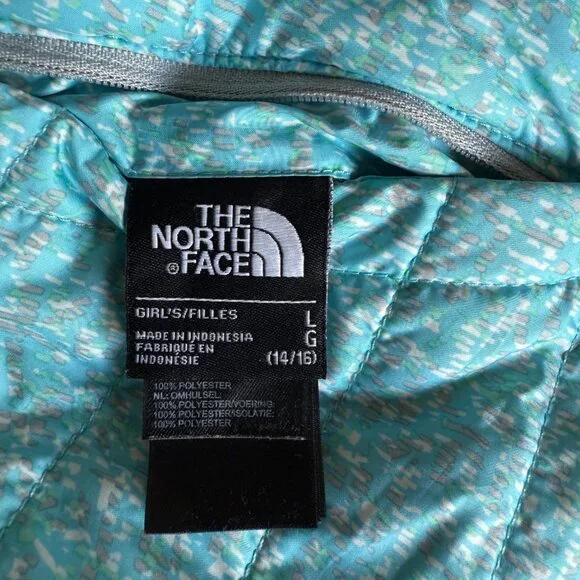 THE
NORTH
FACE®
GIRL'S/FILLES L
MADE IN INDONESIA G
FABRIQUE EN
INDONÉSIE (14/16)
100% POLYESTER
NL: OMHULSEL:
100% POLYESTER/VOERING:
100% POLYESTER/ISOLATIE:
100% POLYESTER